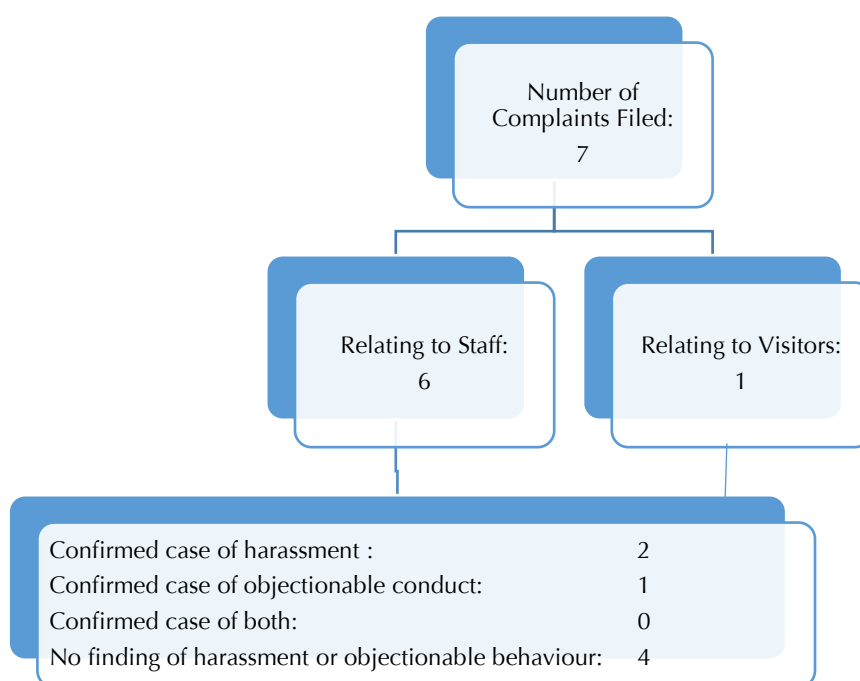 Number of
Complaints Filed:
7
Relating to Staff:
6
Relating to Visitors:
1
Confirmed case of harassment : 2
Confirmed case of objectionable conduct: 1
Confirmed case of both: 0
No finding of harassment or objectionable behaviour: 4